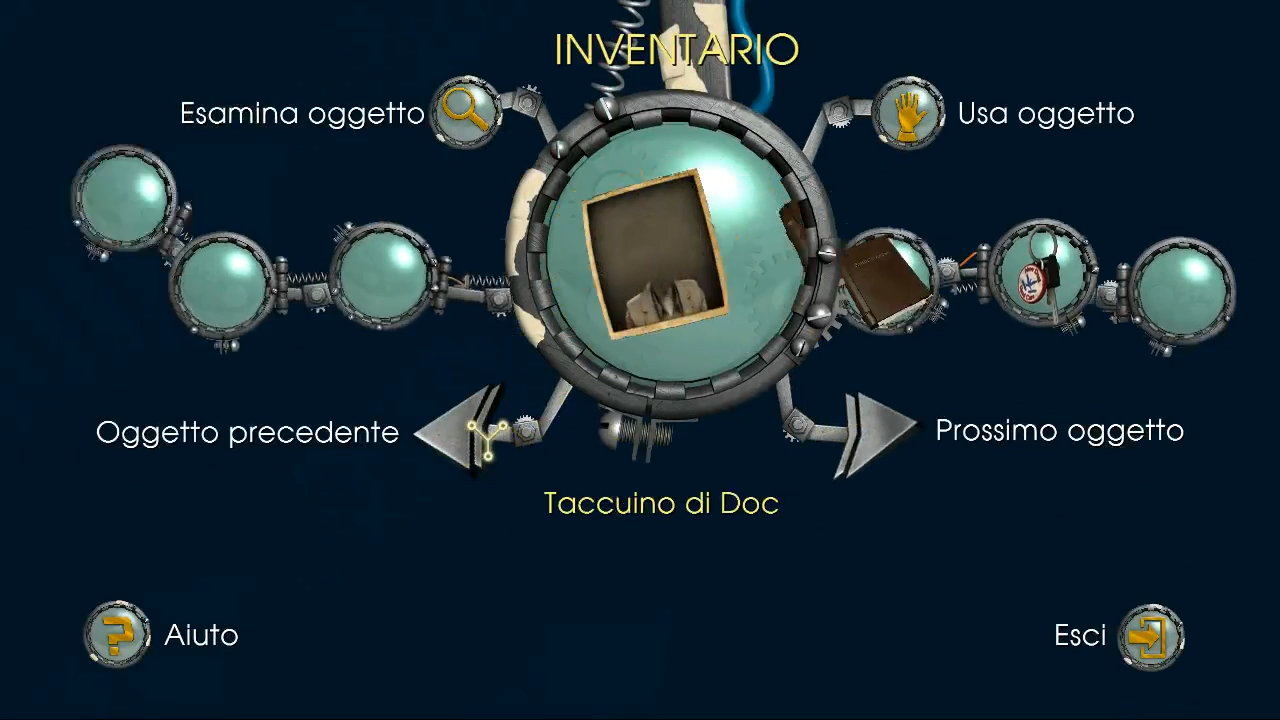 INVENTARIO
Esamina oggetto
Usa oggetto
Oggetto precedente
Prossimo oggetto
Taccuino di Doc
Aiuto
Esci